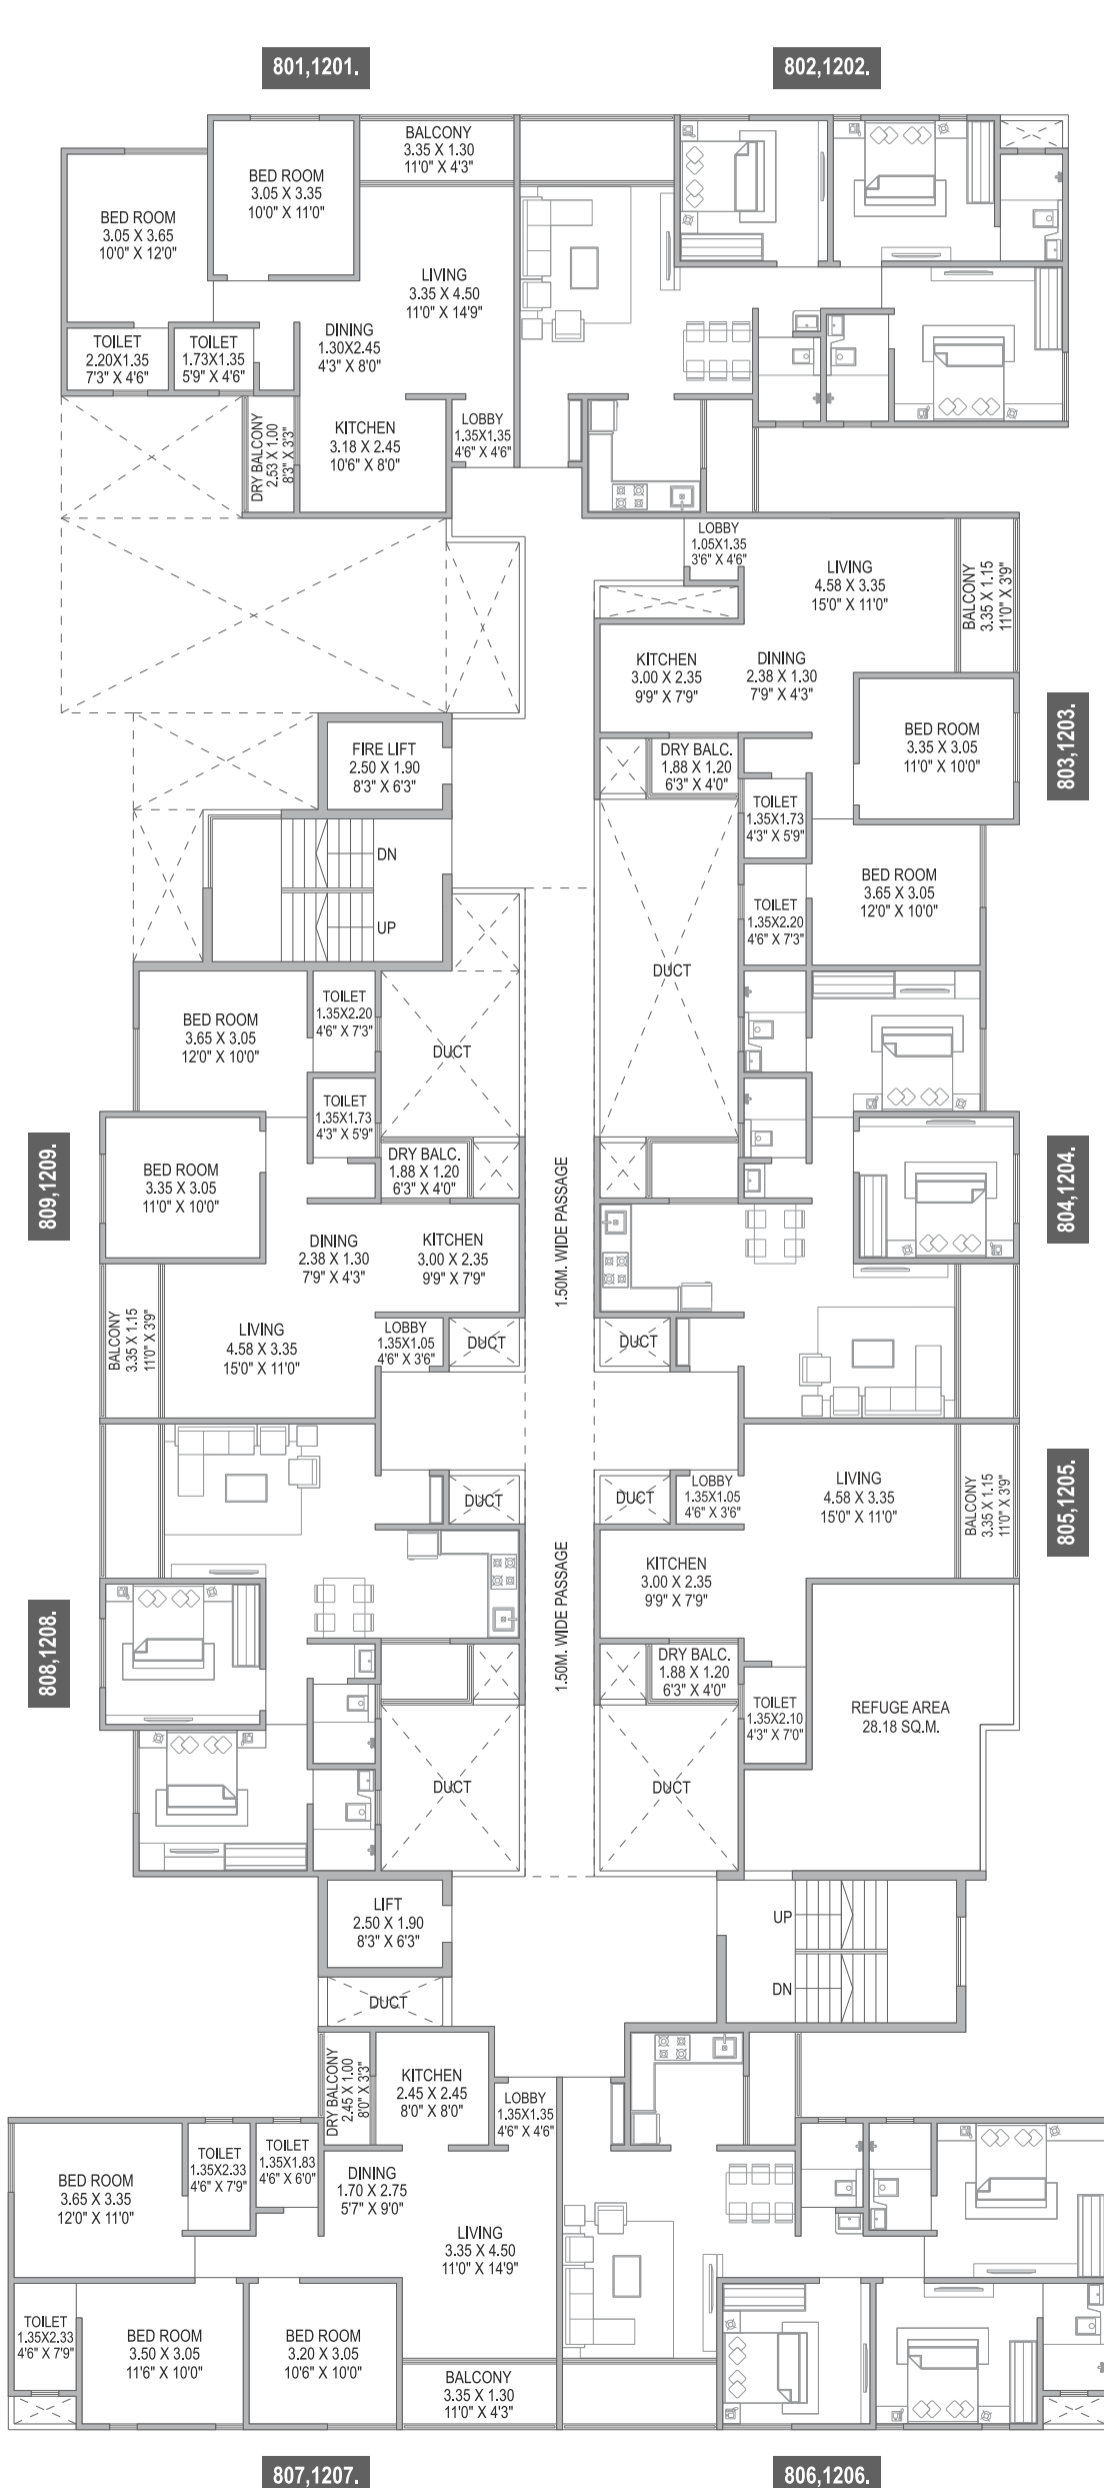 801,1201.
802,1202.
BALCONY
3.35 X 1.30
11'0" X 4'3"
BED ROOM
3.05 X 3.35
10'0" X 11'0"
BED ROOM
3.05 X 3.65
10'0" X 12'0"
LIVING
3.35 X 4.50
11'0" X 14'9"
DINING
1.30X2.45
4'3" X 8'0"
TOILET
2.20X1.35
7'3" X 4'6"
TOILET
1.73X1.35
5'9" X 4'6"
KITCHEN
3.18 X 2.45
10'6" X 8'0"
LOBBY
1.35X1.35
4'6" X 4'6"
DRY BALCONY
2.53 X 1.00
8'3" X 3'3"
LOBBY
1.05X1.35
3'6" X 4'6"
LIVING
4.58 X 3.35
15'0" X 11'0"
BALCONY
3.35 X 1.15
11'0" X 3'9"
KITCHEN
3.00 X 2.35
9'9" X 7'9"
DINING
2.38 X 1.30
7'9" X 4'3"
803,1203.
BED ROOM
3.35 X 3.05
11'0" X 10'0"
FIRE LIFT
2.50 X 1.90
8'3" X 6'3"
DRY BALC.
1.88 X 1.20
6'3" X 4'0"
TOILET
1.35X1.73
4'3" X 5'9"
DN
UP
BED ROOM
3.65 X 3.05
12'0" X 10'0"
TOILET
1.35X2.20
4'6" X 7'3"
DUCT
TOILET
1.35X2.20
4'6" X 7'3"
BED ROOM
3.65 X 3.05
12'0" X 10'0"
DUCT
TOILET
1.35X1.73
4'3" X 5'9"
809,1209.
BED ROOM
3.35 X 3.05
11'0" X 10'0"
DRY BALC.
1.88 X 1.20
6'3" X 4'0"
1.50M. WIDE PASSAGE
804,1204.
DINING
2.38 X 1.30
7'9" X 4'3"
KITCHEN
3.00 X 2.35
9'9" X 7'9"
BALCONY
3.35 X 1.15
11'0" X 3'9"
LIVING
4.58 X 3.35
15'0" X 11'0"
LOBBY
1.35X1.05
4'6" X 3'6"
DUCT
DUCT
DUCT
DUCT
LOBBY
1.35X1.05
4'6" X 3'6"
LIVING
4.58 X 3.35
15'0" X 11'0"
BALCONY
3.35 X 1.15
11'0" X 3'9"
805,1205.
1.50M. WIDE PASSAGE
KITCHEN
3.00 X 2.35
9'9" X 7'9"
808,1208.
DRY BALC.
1.88 X 1.20
6'3" X 4'0"
TOILET
1.35X2.10
4'3" X 7'0"
REFUGE AREA
28.18 SQ.M.
DUCT
DUCT
LIFT
2.50 X 1.90
8'3" X 6'3"
UP
DN
DUCT
DRY BALCONY
2.45 X 1.00
8'0" X 3'3"
KITCHEN
2.45 X 2.45
8'0" X 8'0"
LOBBY
1.35X1.35
4'6" X 4'6"
BED ROOM
3.65 X 3.35
12'0" X 11'0"
TOILET
1.35X2.33
4'6" X 7'9"
TOILET
1.35X1.83
4'6" X 6'0"
DINING
1.70 X 2.75
5'7" X 9'0"
LIVING
3.35 X 4.50
11'0" X 14'9"
TOILET
1.35X2.33
4'6" X 7'9"
BED ROOM
3.50 X 3.05
11'6" X 10'0"
BED ROOM
3.20 X 3.05
10'6" X 10'0"
BALCONY
3.35 X 1.30
11'0" X 4'3"
807,1207.
806,1206.